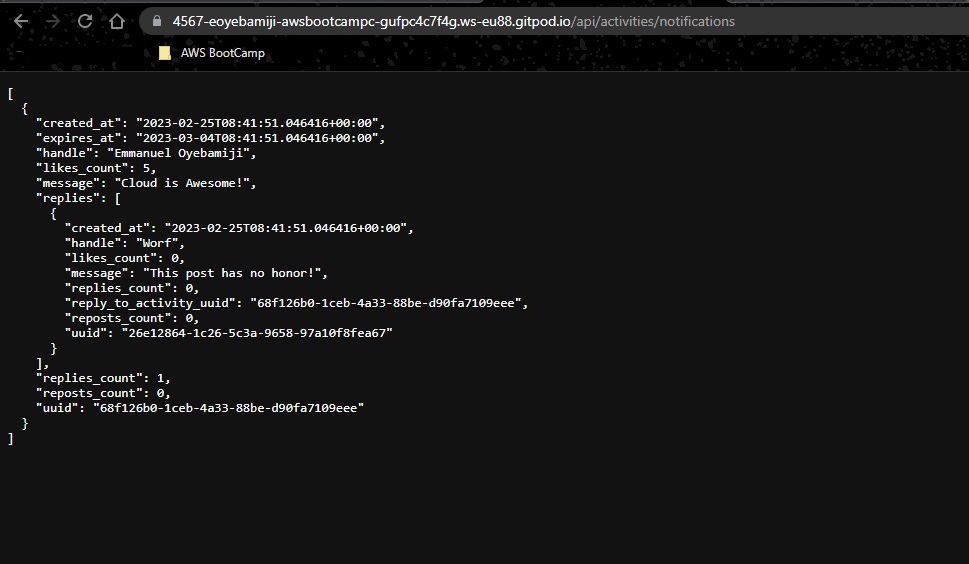 4567-eoyebamiji-awsbootcampc-gufpc4c7f4g.ws-eu88.gitpod.io/api/activities/notifications
AWS BootCamp
[
  {
    "created_at": "2023-02-25T08:41:51.046416+00:00",
    "expires_at": "2023-03-04T08:41:51.046416+00:00",
    "handle": "Emmanuel Oyebamiji",
    "likes_count": 5,
    "message": "Cloud is Awesome!",
    "replies": [
      {
        "created_at": "2023-02-25T08:41:51.046416+00:00",
        "handle": "Worf",
        "likes_count": 0,
        "message": "This post has no honor!",
        "replies_count": 0,
        "reply_to_activity_uuid": "68f126b0-1ceb-4a33-88be-d90fa7109eee",
        "reposts_count": 0,
        "uuid": "26e12864-1c26-5c3a-9658-97a10f8fea67"
      }
    ],
    "replies_count": 1,
    "reposts_count": 0,
    "uuid": "68f126b0-1ceb-4a33-88be-d90fa7109eee"
  }
]